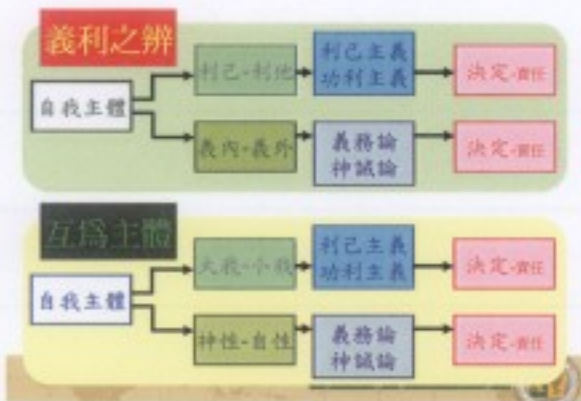 義利之辨
自我主體
利己-利他
利己主義
功利主義
決定-責任
義內-義外
義務論
神誡論
決定-責任
互為主體
自我主體
大我-小我
利己主義
功利主義
決定-責任
神性-自性
義務論
神誡論
決定-責任